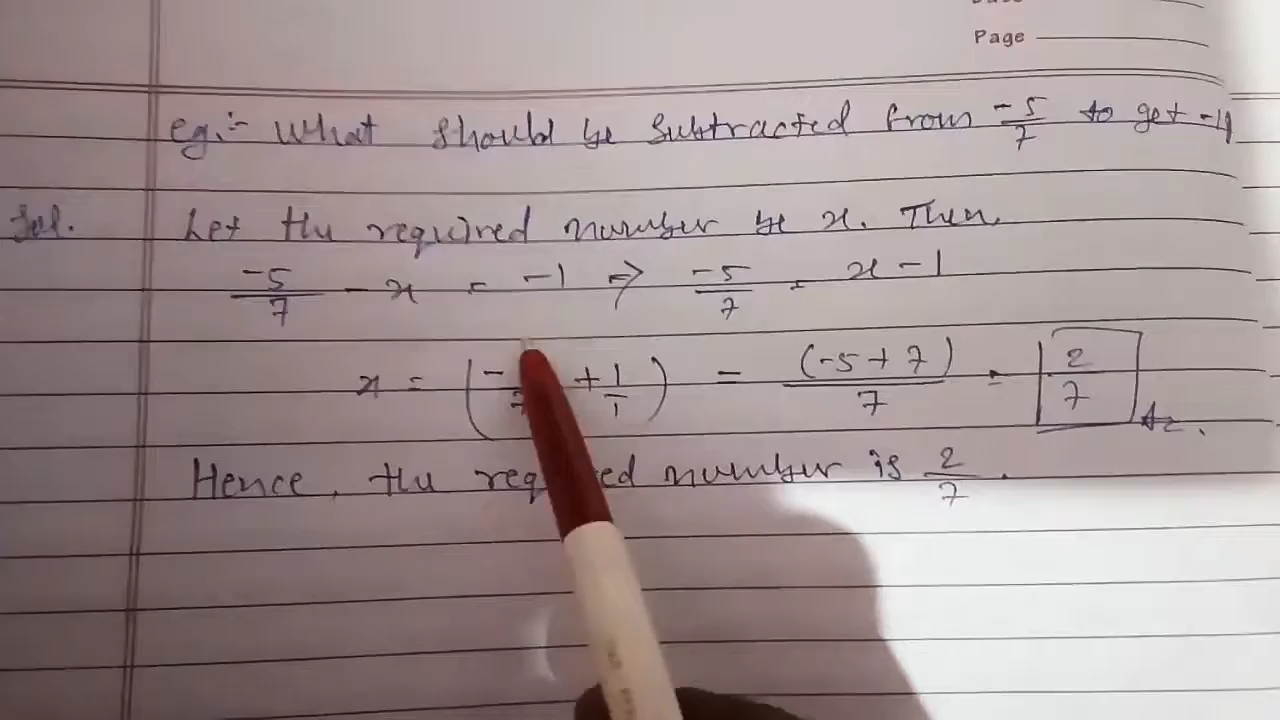 Page
eg:- What should be subtracted from -5/7 to get -1
Sol. Let the required number be x. Then,
-5/7 - x = -1 ⇒ -5/7 = x - 1
x = (- + 1/1) = (-5 + 7)/7 = 2/7
Hence, the required number is 2/7.